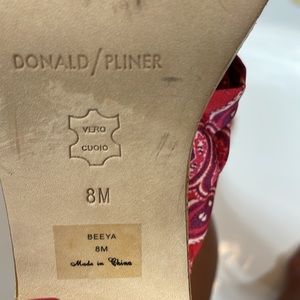 DONALD/PLINER
VERO
CUOIO
8M
BEEYA
8M
Made in China